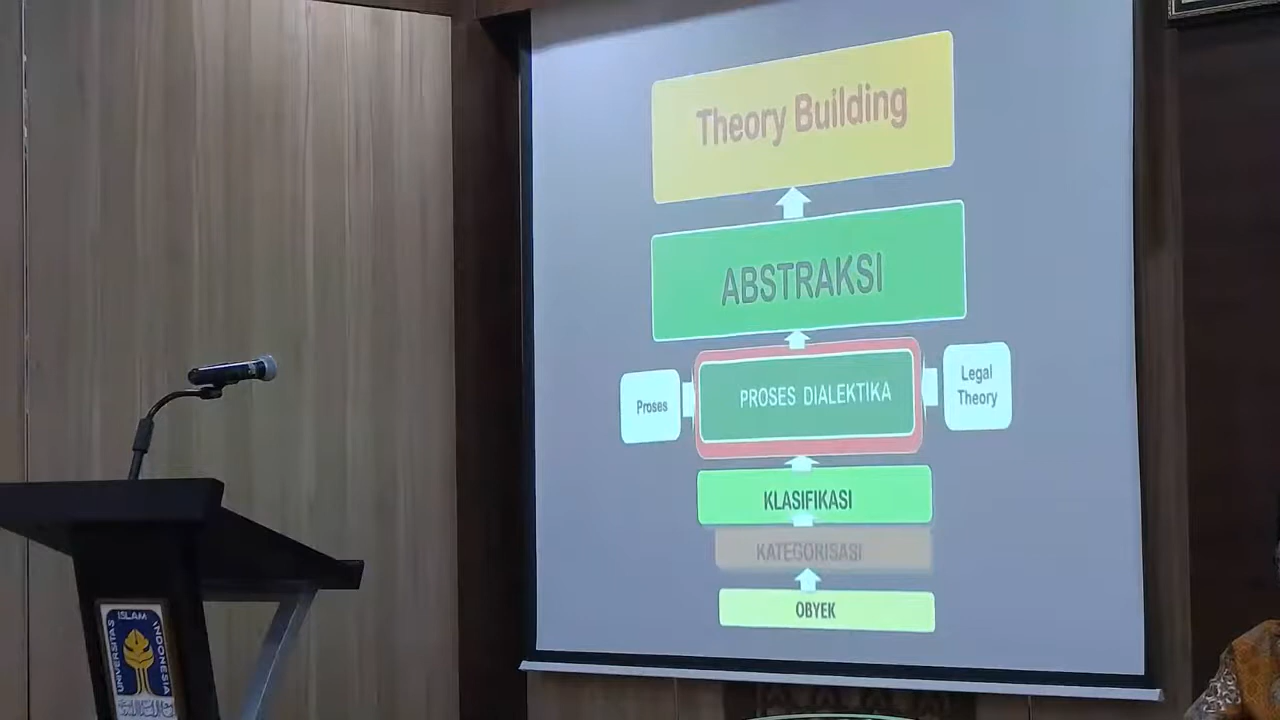 Theory Building
ABSTRAKSI
Proses
PROSES DIALEKTIKA
Legal
Theory
KLASIFIKASI
KATEGORISASI
OBYEK
UNIVERSITAS
ISLAM
INDONESIA